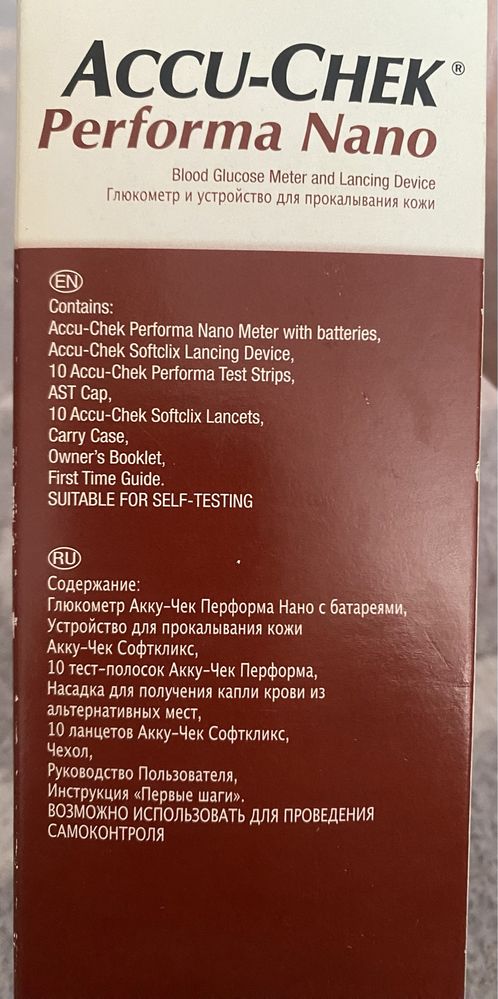 ACCU-CHEK®
Performa Nano
Blood Glucose Meter and Lancing Device
Глюкометр и устройство для прокалывания кожи
EN
Contains:
Accu-Chek Performa Nano Meter with batteries,
Accu-Chek Softclix Lancing Device,
10 Accu-Chek Performa Test Strips,
AST Cap,
10 Accu-Chek Softclix Lancets,
Carry Case,
Owner's Booklet,
First Time Guide.
SUITABLE FOR SELF-TESTING
RU
Содержание:
Глюкометр Акку-Чек Перформа Нано с батареями,
Устройство для прокалывания кожи
Акку-Чек Софткликс,
10 тест-полосок Акку-Чек Перформа,
Насадка для получения капли крови из
альтернативных мест,
10 ланцетов Акку-Чек Софткликс,
Чехол,
Руководство Пользователя,
Инструкция «Первые шаги».
ВОЗМОЖНО ИСПОЛЬЗОВАТЬ ДЛЯ ПРОВЕДЕНИЯ
САМОКОНТРОЛЯ